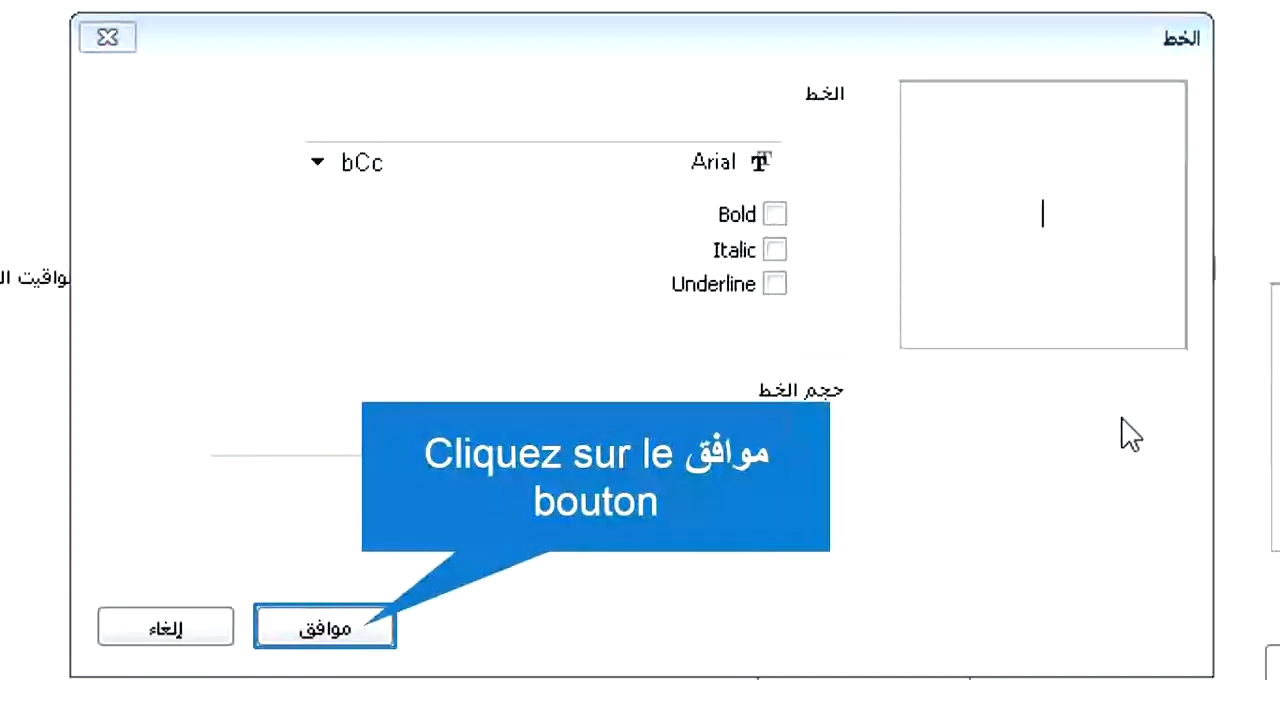 الخط
الخط
Arial bCc
Bold
Italic
Underline
حجم الخط
Cliquez sur le موافق
bouton
موافق
إلغاء